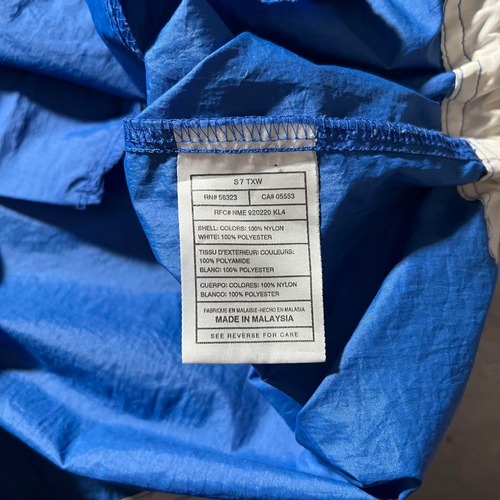 S 7 TXW
RN# 56323 CA# 05553
RFC# NME 920220 KL4
SHELL: COLORS: 100% NYLON
WHITE: 100% POLYESTER
TISSU D'EXTERIEUR: COULEURS:
100% POLYAMIDE
BLANC: 100% POLYESTER
CUERPO: COLORES: 100% NYLON
BLANCO: 100% POLYESTER
FABRIQUE EN MALAISIE-HECHO EN MALASIA
MADE IN MALAYSIA
SEE REVERSE FOR CARE